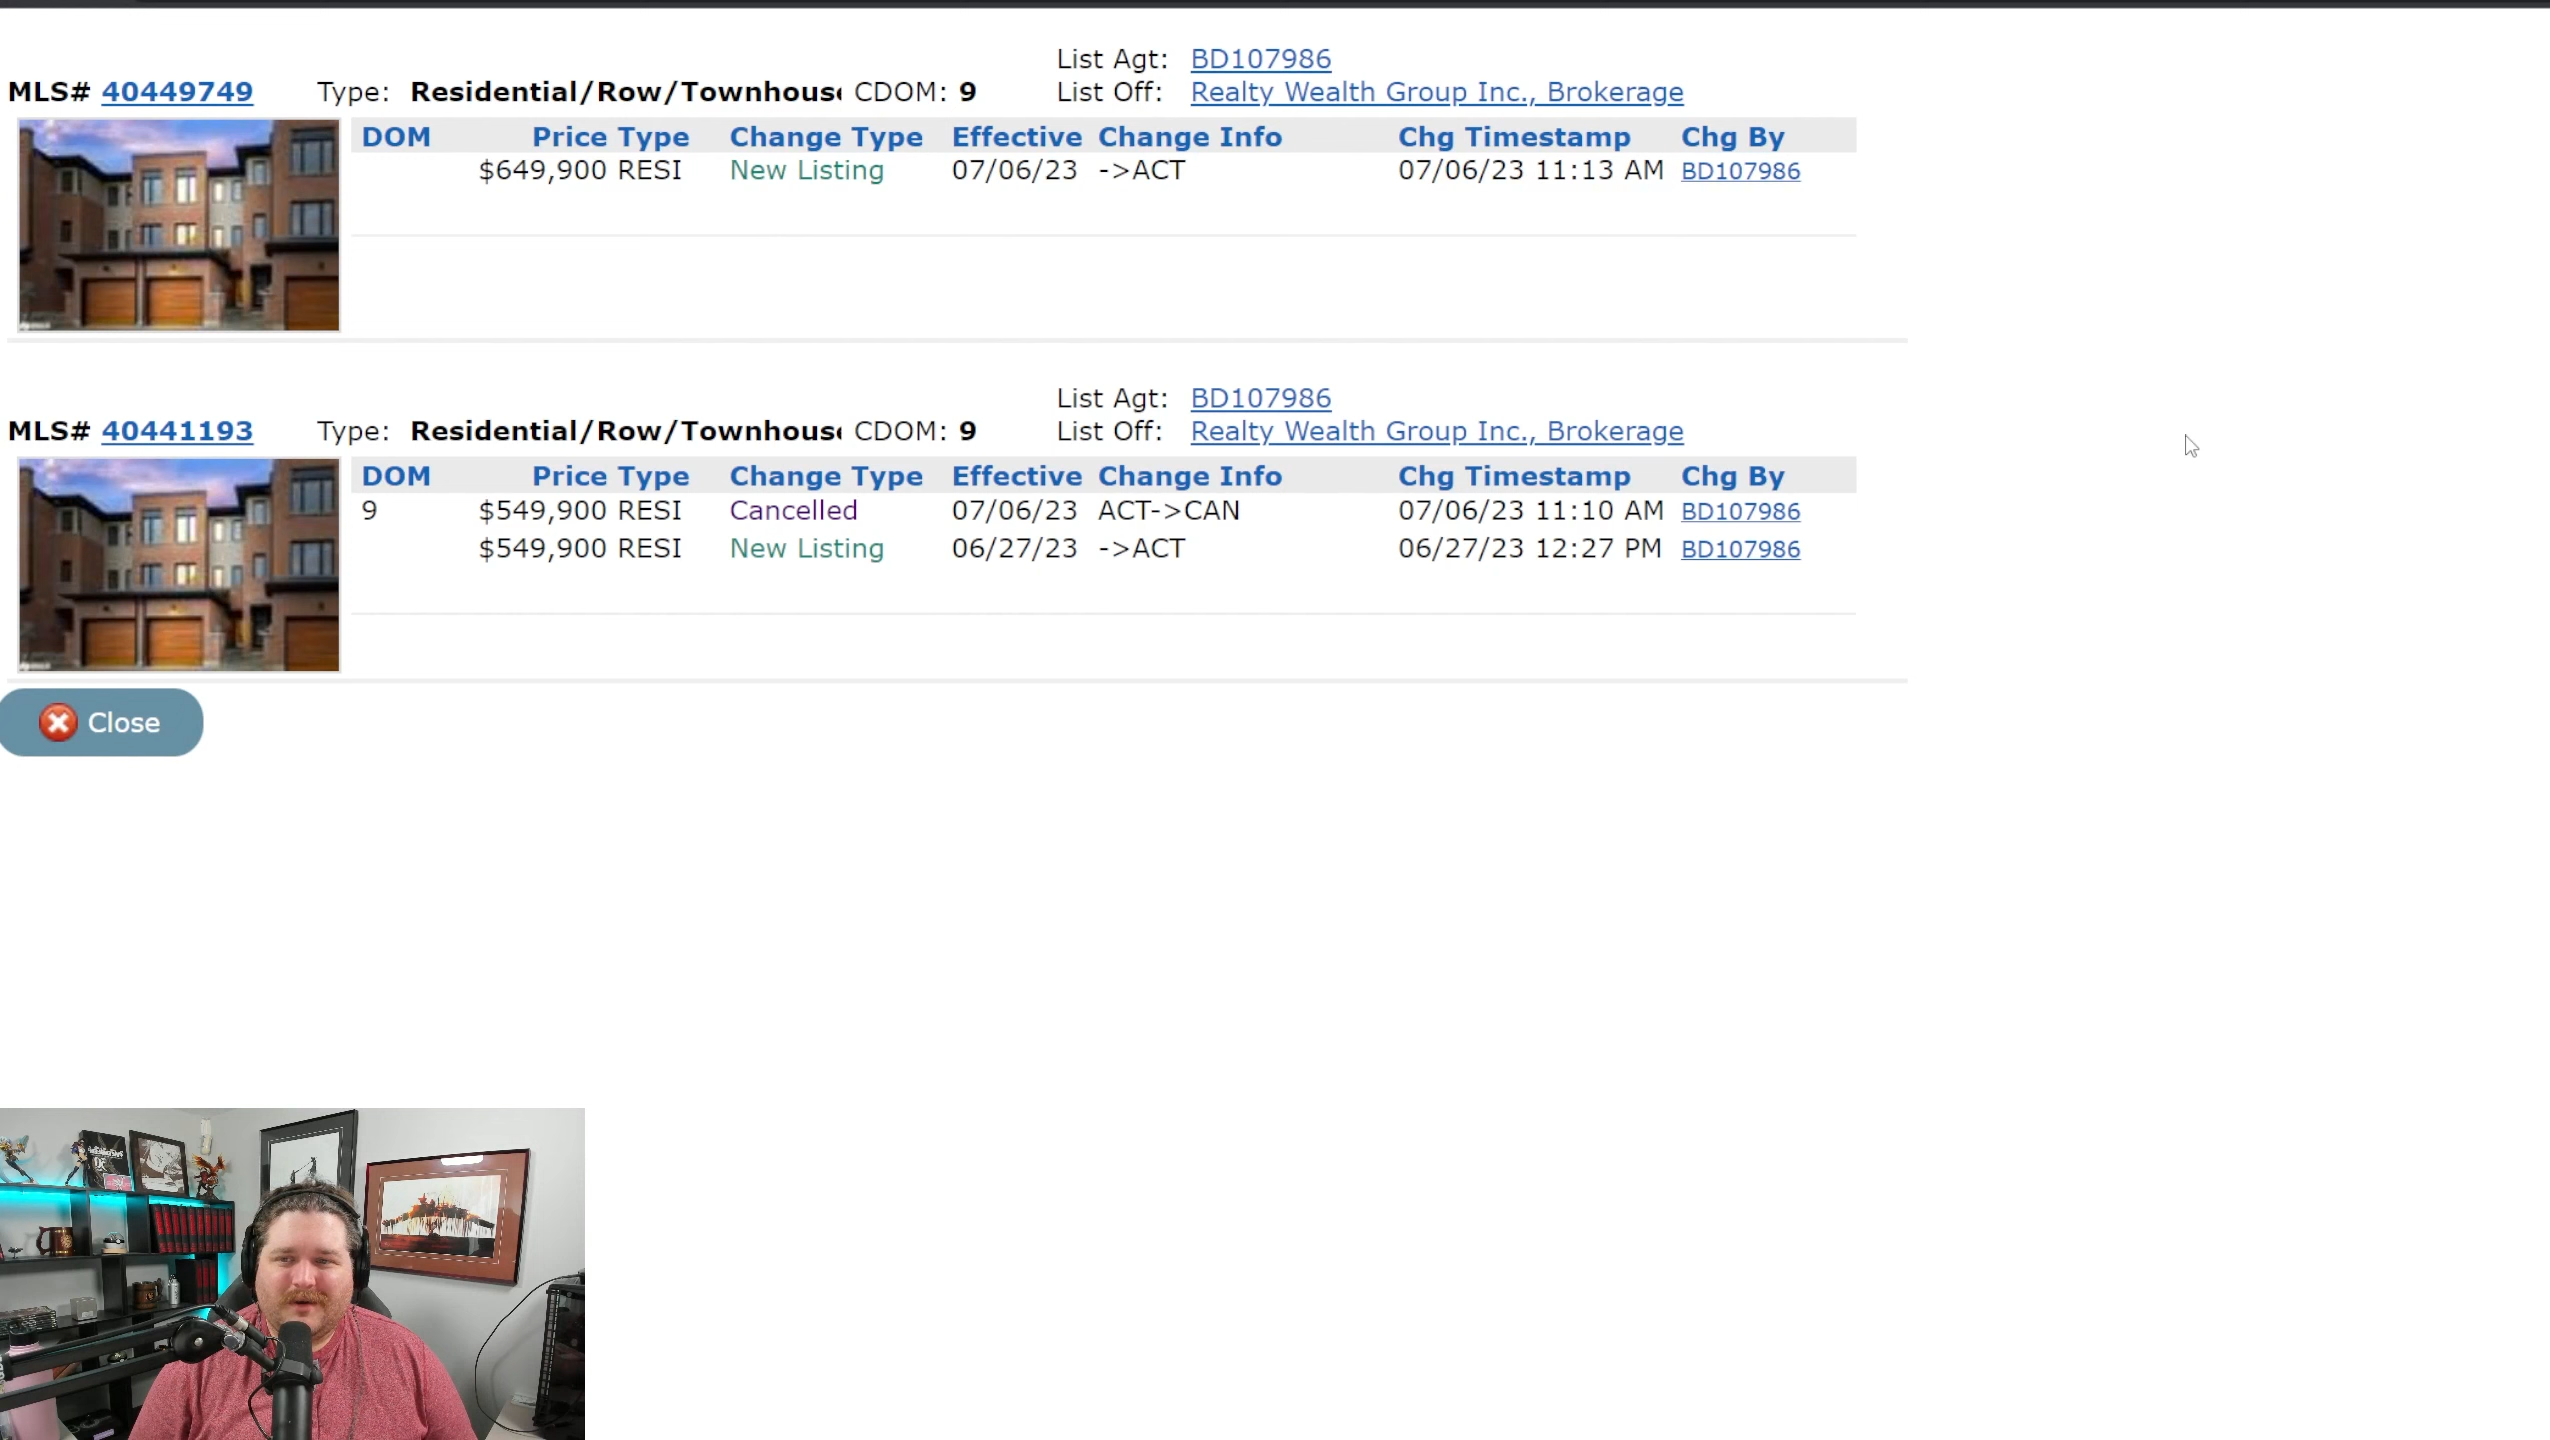 List Agt: BD107986
MLS# 40449749 Type: Residential/Row/Townhouse CDOM: 9 List Off: Realty Wealth Group Inc., Brokerage
DOM Price Type Change Type Effective Change Info Chg Timestamp Chg By
$649,900 RESI New Listing 07/06/23 ->ACT 07/06/23 11:13 AM BD107986
List Agt: BD107986
MLS# 40441193 Type: Residential/Row/Townhouse CDOM: 9 List Off: Realty Wealth Group Inc., Brokerage
DOM Price Type Change Type Effective Change Info Chg Timestamp Chg By
9 $549,900 RESI Cancelled 07/06/23 ACT->CAN 07/06/23 11:10 AM BD107986
$549,900 RESI New Listing 06/27/23 ->ACT 06/27/23 12:27 PM BD107986
Close